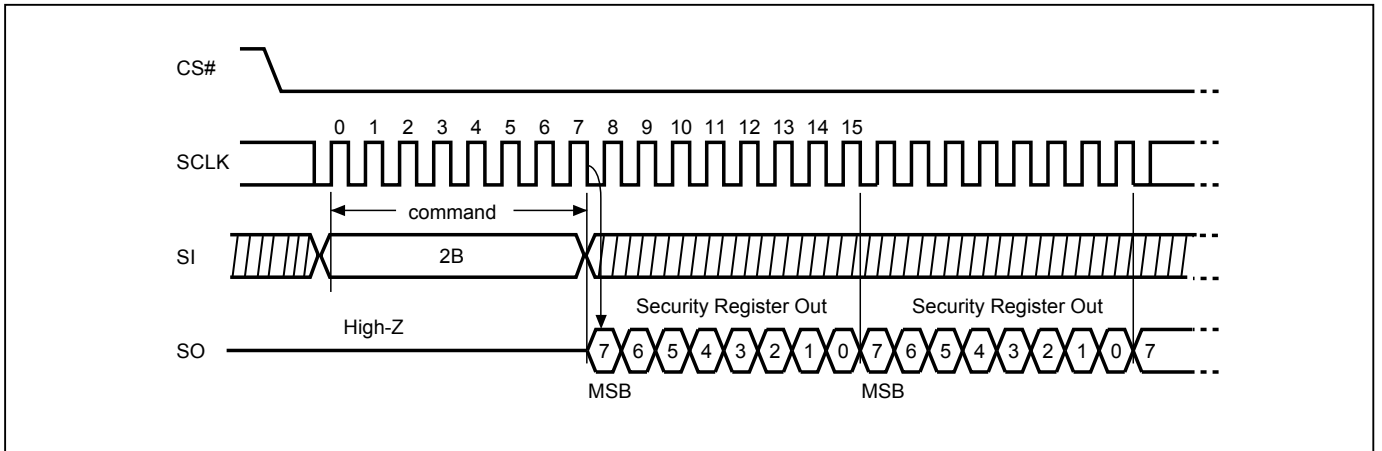 CS#
0 1 2 3 4 5 6 7 8 9 10 11 12 13 14 15
SCLK
command
SI
2B
Security Register Out Security Register Out
High-Z
SO
7 6 5 4 3 2 1 0 7 6 5 4 3 2 1 0 7
MSB MSB